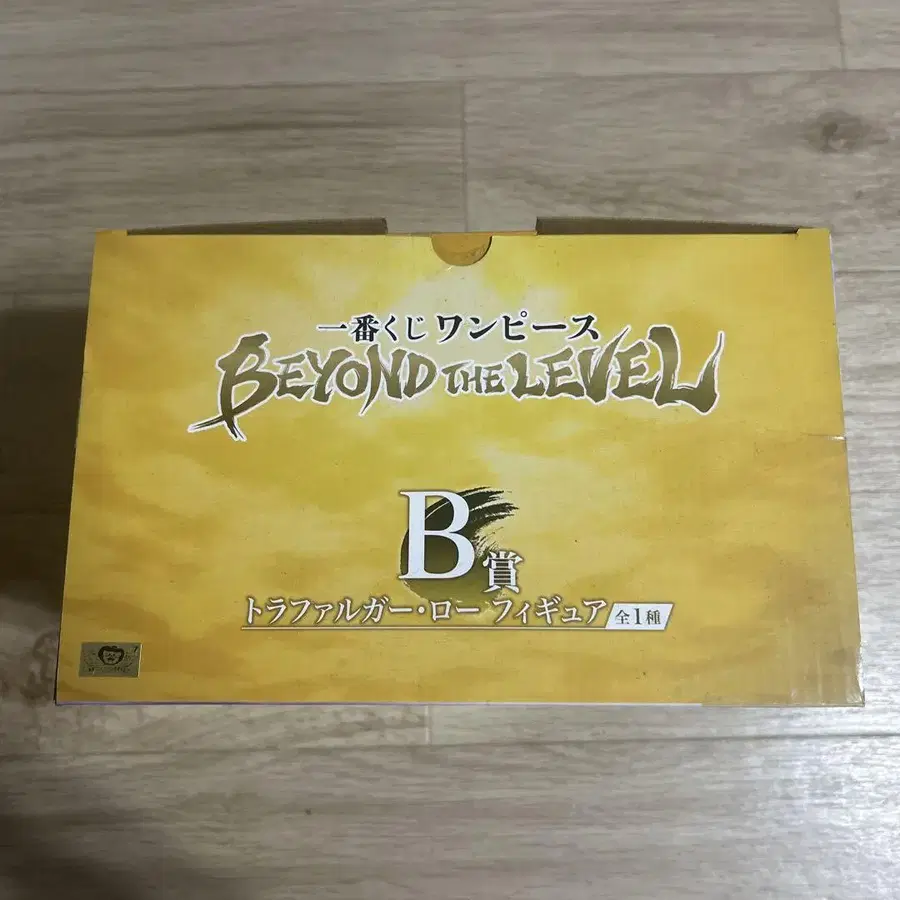 一番くじ ワンピース
BEYOND THE LEVEL
B賞
トラファルガー・ロー フィギュア 全1種